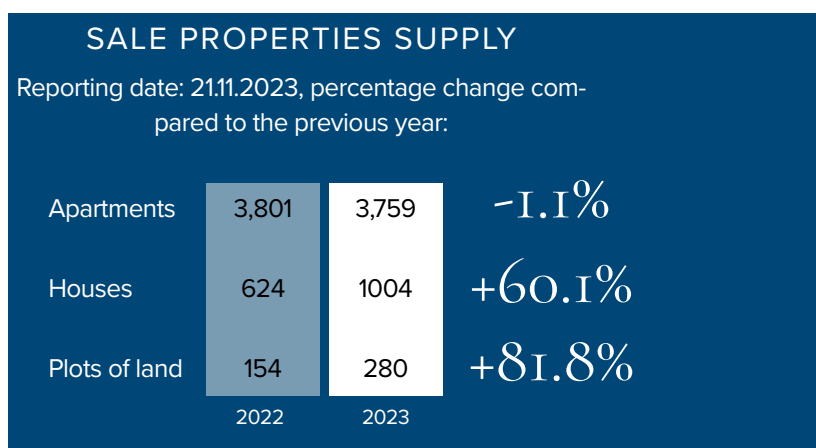 SALE PROPERTIES SUPPLY
Reporting date: 21.11.2023, percentage change com-
pared to the previous year:
Apartments 3,801 3,759 -1.1%
Houses 624 1004 +60.1%
Plots of land 154 280 +81.8%
2022 2023